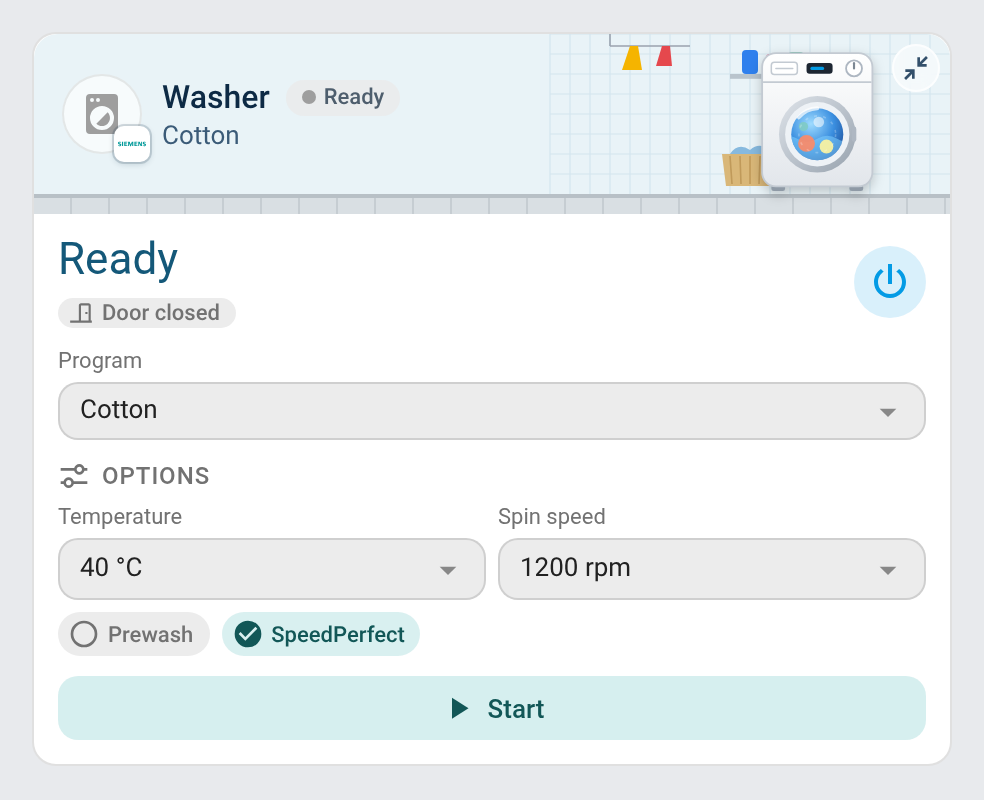 Washer
Ready
Cotton
SIEMENS
Ready
Door closed
Program
Cotton
OPTIONS
Temperature
Spin speed
40 °C
1200 rpm
Prewash
SpeedPerfect
Start